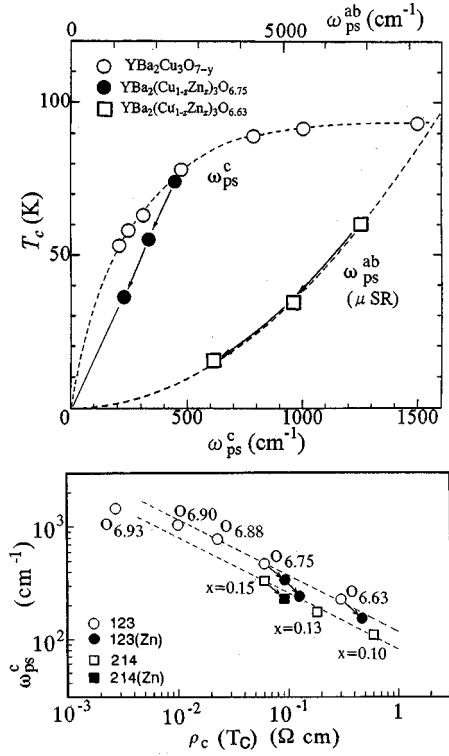 0 5000 ω_ps^ab (cm⁻¹)
○ YBa₂Cu₃O₇₋y
● YBa₂(Cu₁₋zZnz)₃O₆.₇₅
□ YBa₂(Cu₁₋zZnz)₃O₆.₆₃
100
ω_ps^c
T_c (K)
50
ω_ps^ab
(μSR)
0
0 500 1000 1500
ω_ps^c (cm⁻¹)
10³
O₆.₉₃
O₆.₉₀
O₆.₈₈
O₆.₇₅
O₆.₆₃
x=0.15
x=0.13
x=0.10
ω_ps^c (cm⁻¹)
○ 123
● 123(Zn)
□ 214
■ 214(Zn)
10²
10⁻³ 10⁻² 10⁻¹ 1
ρ_c (T_C) (Ω cm)